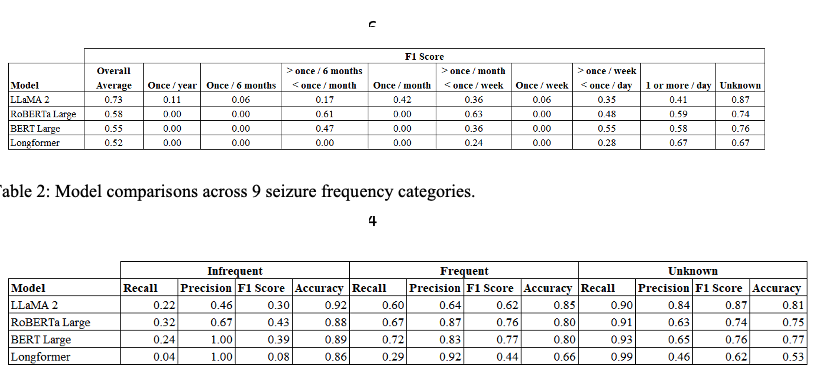 F1 Score
Overall > once / 6 months > once / month > once / week
Model Average Once / year Once / 6 months < once / month Once / month < once / week Once / week < once / day 1 or more / day Unknown
LLaMA 2 0.73 0.11 0.06 0.17 0.42 0.36 0.06 0.35 0.41 0.87
RoBERTa Large 0.58 0.00 0.00 0.61 0.00 0.63 0.00 0.48 0.59 0.74
BERT Large 0.55 0.00 0.00 0.47 0.00 0.36 0.00 0.55 0.58 0.76
Longformer 0.52 0.00 0.00 0.00 0.00 0.24 0.00 0.28 0.67 0.67
able 2: Model comparisons across 9 seizure frequency categories.
4
Infrequent Frequent Unknown
Model Recall Precision F1 Score Accuracy Recall Precision F1 Score Accuracy Recall Precision F1 Score Accuracy
LLaMA 2 0.22 0.46 0.30 0.92 0.60 0.64 0.62 0.85 0.90 0.84 0.87 0.81
RoBERTa Large 0.32 0.67 0.43 0.88 0.67 0.87 0.76 0.80 0.91 0.63 0.74 0.75
BERT Large 0.24 1.00 0.39 0.89 0.72 0.83 0.77 0.80 0.93 0.65 0.76 0.77
Longformer 0.04 1.00 0.08 0.86 0.29 0.92 0.44 0.66 0.99 0.46 0.62 0.53